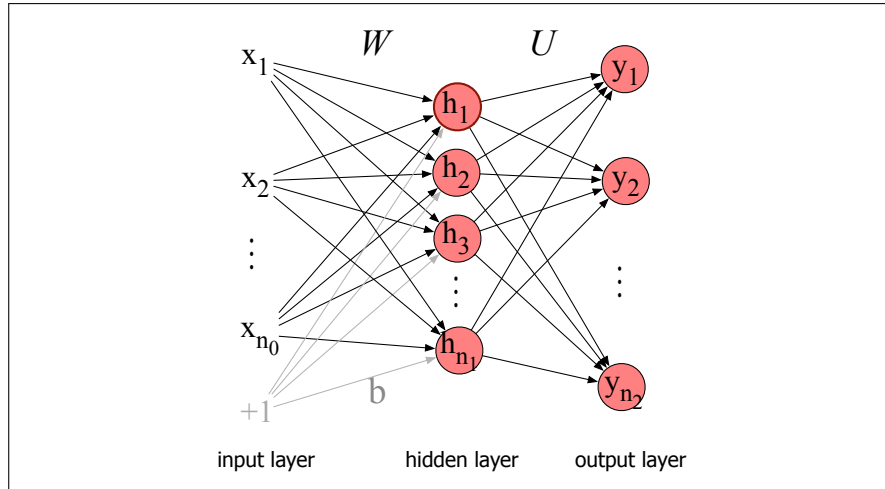 W
U
x1
x2
⋮
xn0
+1
b
h1
h2
h3
⋮
hn1
y1
y2
⋮
yn2
input layer
hidden layer
output layer